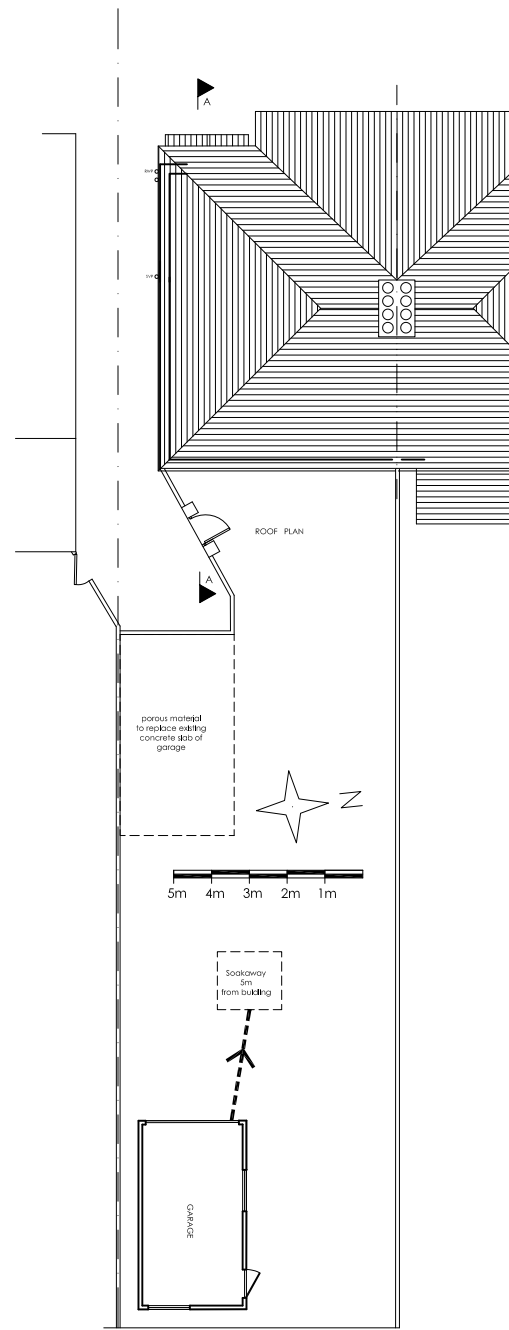 A
RWP
SVP
ROOF PLAN
A
porous material
to replace existing
concrete slab of
garage
N
5m 4m 3m 2m 1m
Soakaway
5m
from building
GARAGE